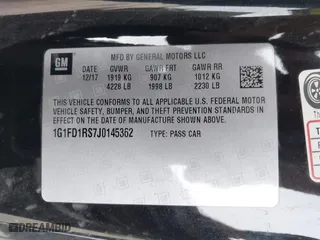 GM
MFD BY GENERAL MOTORS LLC
DATE GVWR GAWR FRT GAWR RR
12/17 1919 KG 907 KG 1012 KG
4228 LB 1998 LB 2230 LB
THIS VEHICLE CONFORMS TO ALL APPLICABLE
U.S. FEDERAL MOTOR VEHICLE SAFETY,
BUMPER, AND THEFT PREVENTION STANDARDS
IN EFFECT ON THE DATE OF MANUFACTURE
SHOWN ABOVE.
1G1FD1RS7J0145362 TYPE: PASS CAR
© DREAMBID